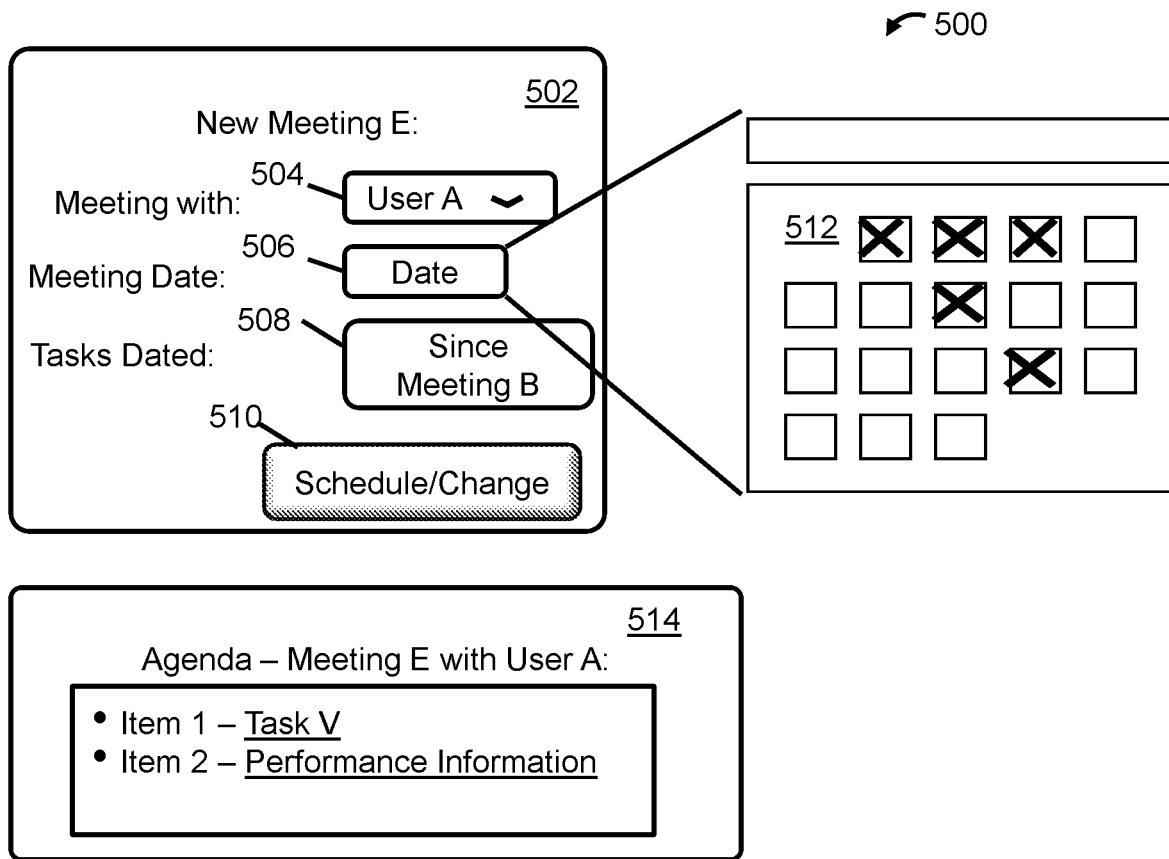 500
502
New Meeting E:
504
Meeting with: User A
506
Meeting Date: Date
508
Tasks Dated: Since
Meeting B
510
Schedule/Change
512
514
Agenda – Meeting E with User A:
• Item 1 – Task V
• Item 2 – Performance Information